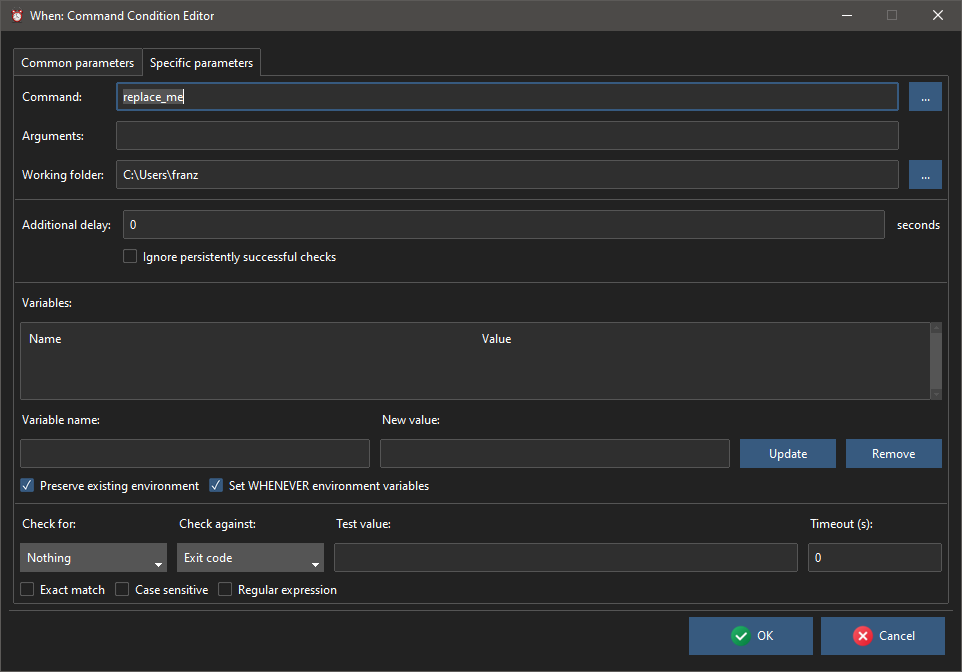 When: Command Condition Editor
Common parameters Specific parameters
Command: replace_me ...
Arguments:
Working folder: C:\Users\franz ...
Additional delay: 0 seconds
Ignore persistently successful checks
Variables:
Name Value
Variable name: New value:
Update Remove
Preserve existing environment Set WHENEVER environment variables
Check for: Check against: Test value: Timeout (s):
Nothing Exit code 0
Exact match Case sensitive Regular expression
OK Cancel